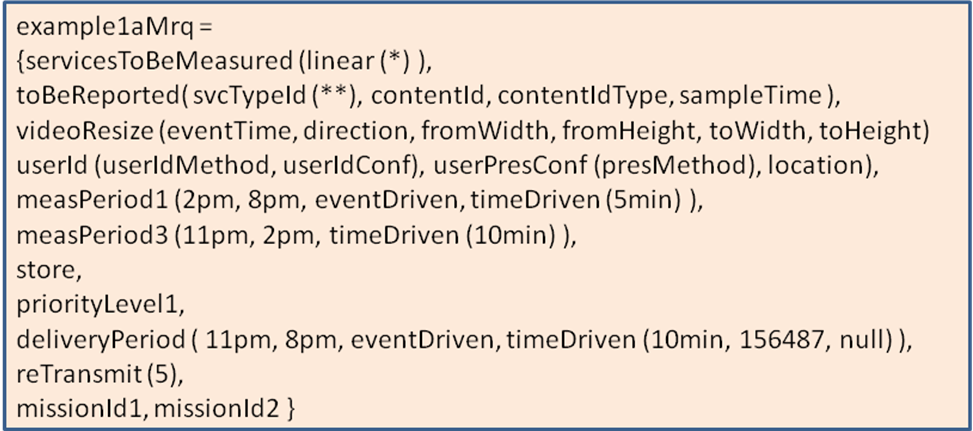 example1aMrq =
{servicesToBeMeasured (linear (*) ),
toBeReported( svcTypeId (**), contentId, contentIdType, sampleTime ),
videoResize (eventTime, direction, fromWidth, fromHeight, toWidth, toHeight)
userId (userIdMethod, userIdConf), userPresConf (presMethod), location),
measPeriod1 (2pm, 8pm, eventDriven, timeDriven (5min) ),
measPeriod3 (11pm, 2pm, timeDriven (10min) ),
store,
priorityLevel1,
deliveryPeriod ( 11pm, 8pm, eventDriven, timeDriven (10min, 156487, null) ),
reTransmit (5),
missionId1, missionId2 }